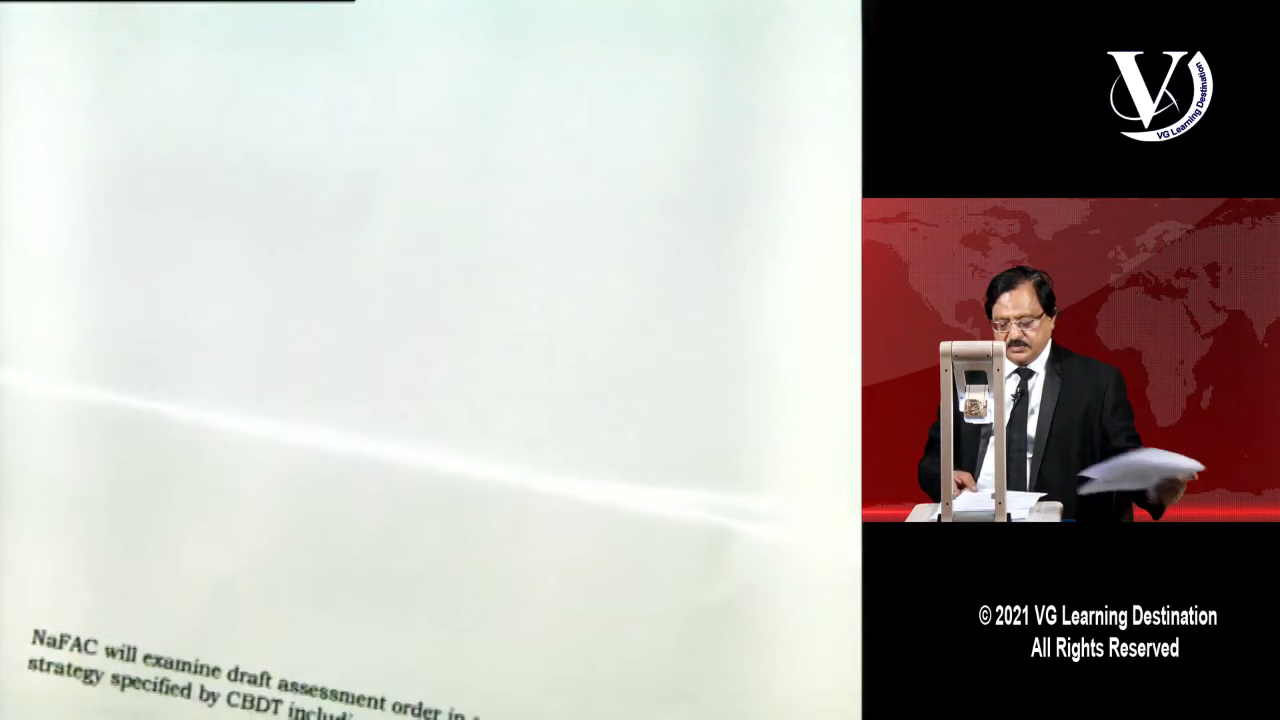 NaFAC will examine draft assessment order in
strategy specified by CBDT
V
VG Learning Destination
© 2021 VG Learning Destination
All Rights Reserved